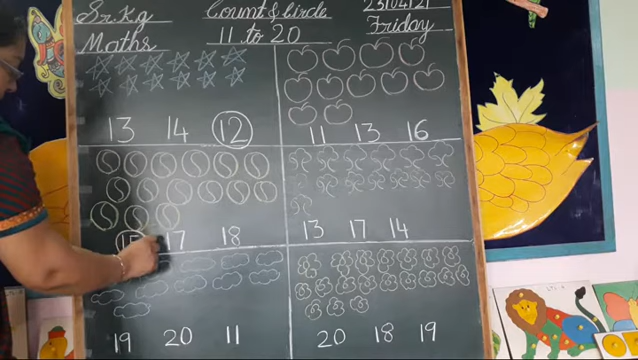 Sr.K.g
Count & Circle
23/04/21
Maths
11 to 20
Friday
13 14 12
11 13 16
15 17 18
13 17 14
19 20 11
20 18 19